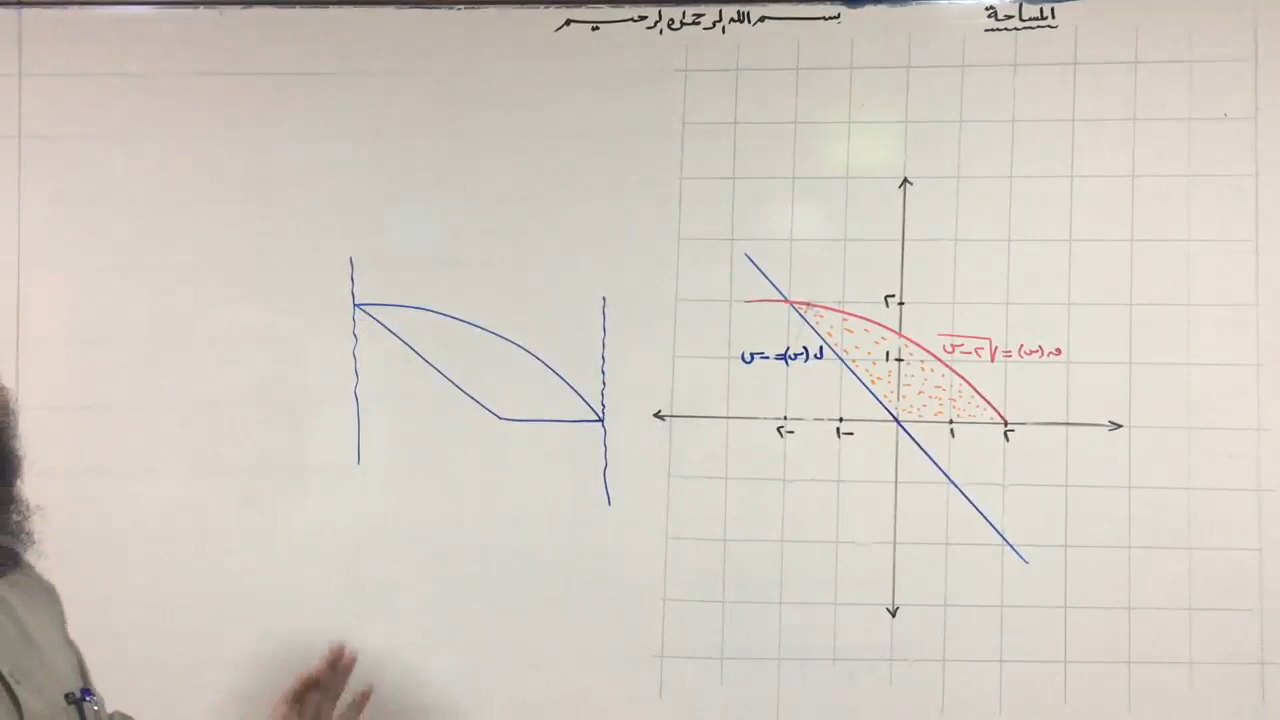 المساحة
بسم الله الرحمن الرحيم
٢
١
ق(س) = √٢-س
ل(س) = -س
-٢ -١ ١ ٢